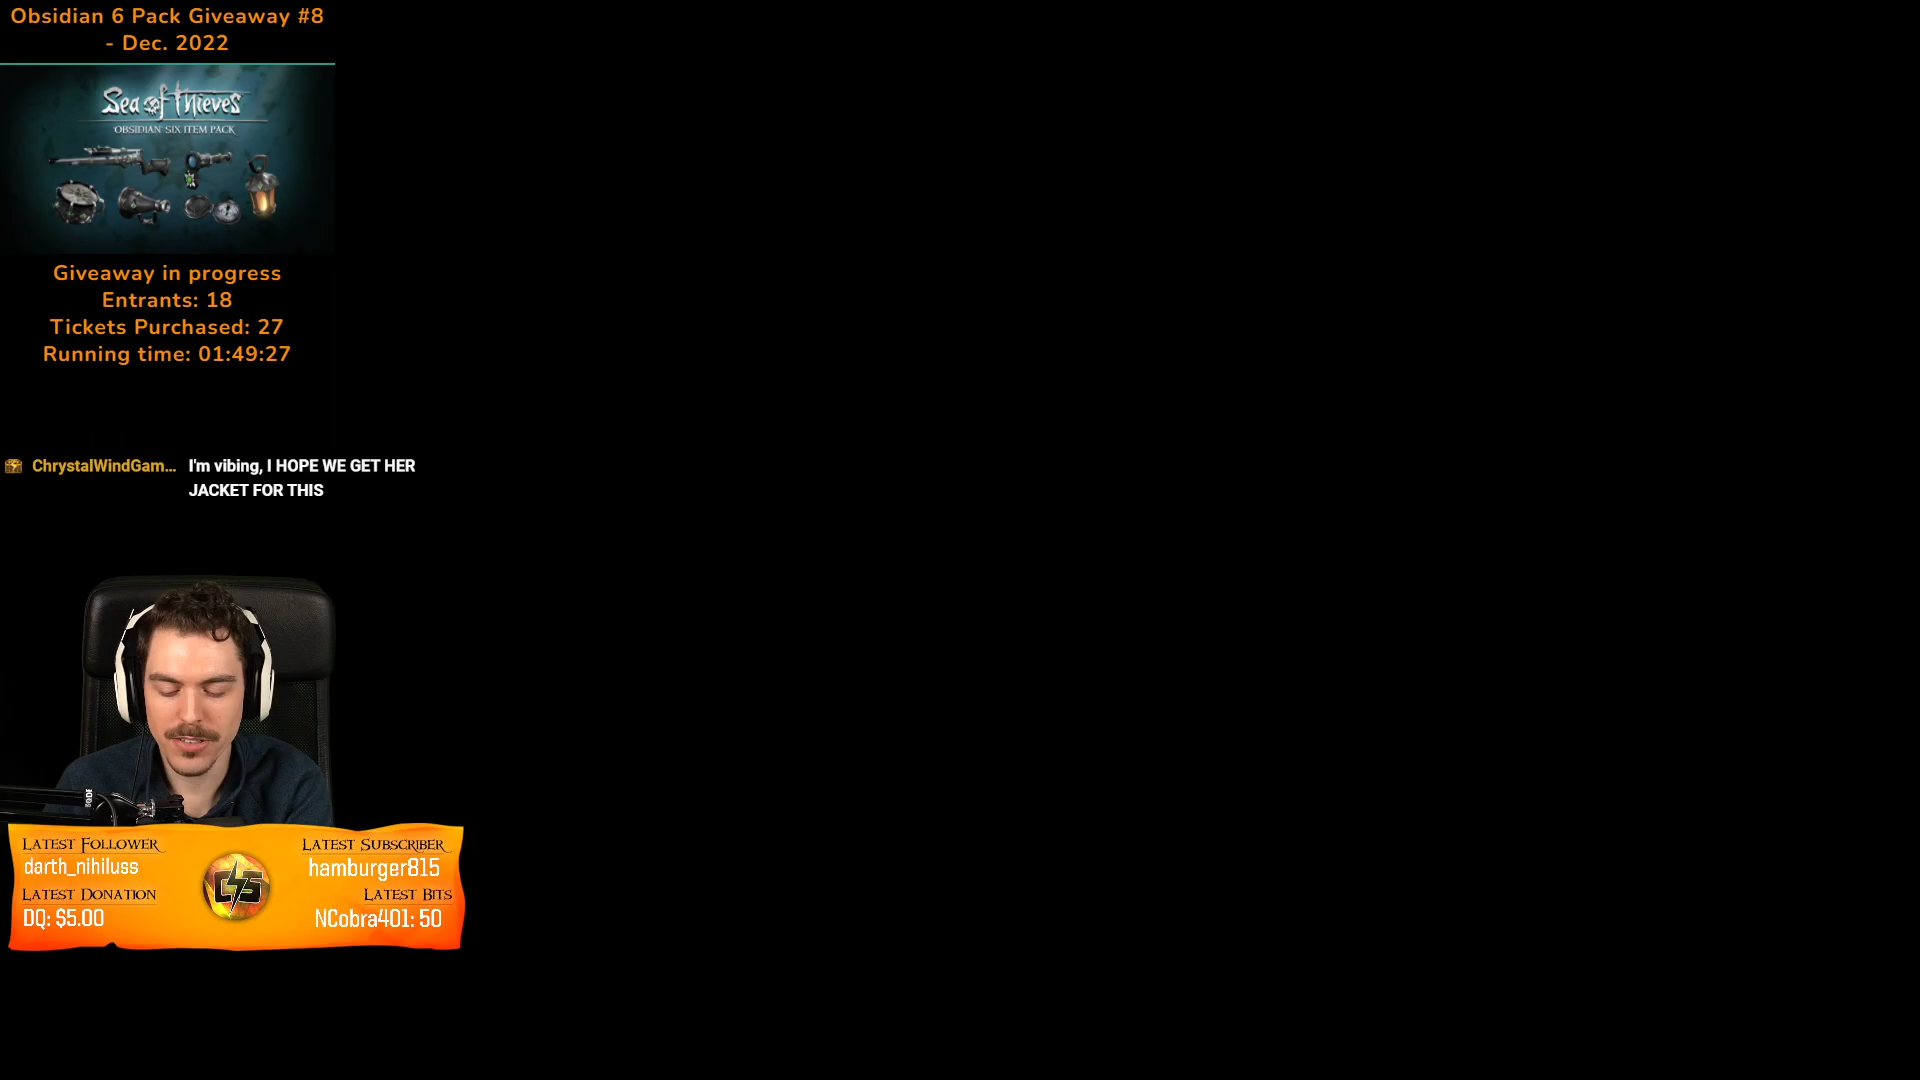 Obsidian 6 Pack Giveaway #8
- Dec. 2022
Sea of Thieves
OBSIDIAN SIX ITEM PACK
Giveaway in progress
Entrants: 18
Tickets Purchased: 27
Running time: 01:49:27
ChrystalWindGam... I'm vibing, I HOPE WE GET HER
JACKET FOR THIS
RODE
LATEST FOLLOWER
darth_nihiluss
LATEST DONATION
DQ: $5.00
CS
LATEST SUBSCRIBER
hamburger815
LATEST BITS
NCobra401: 50